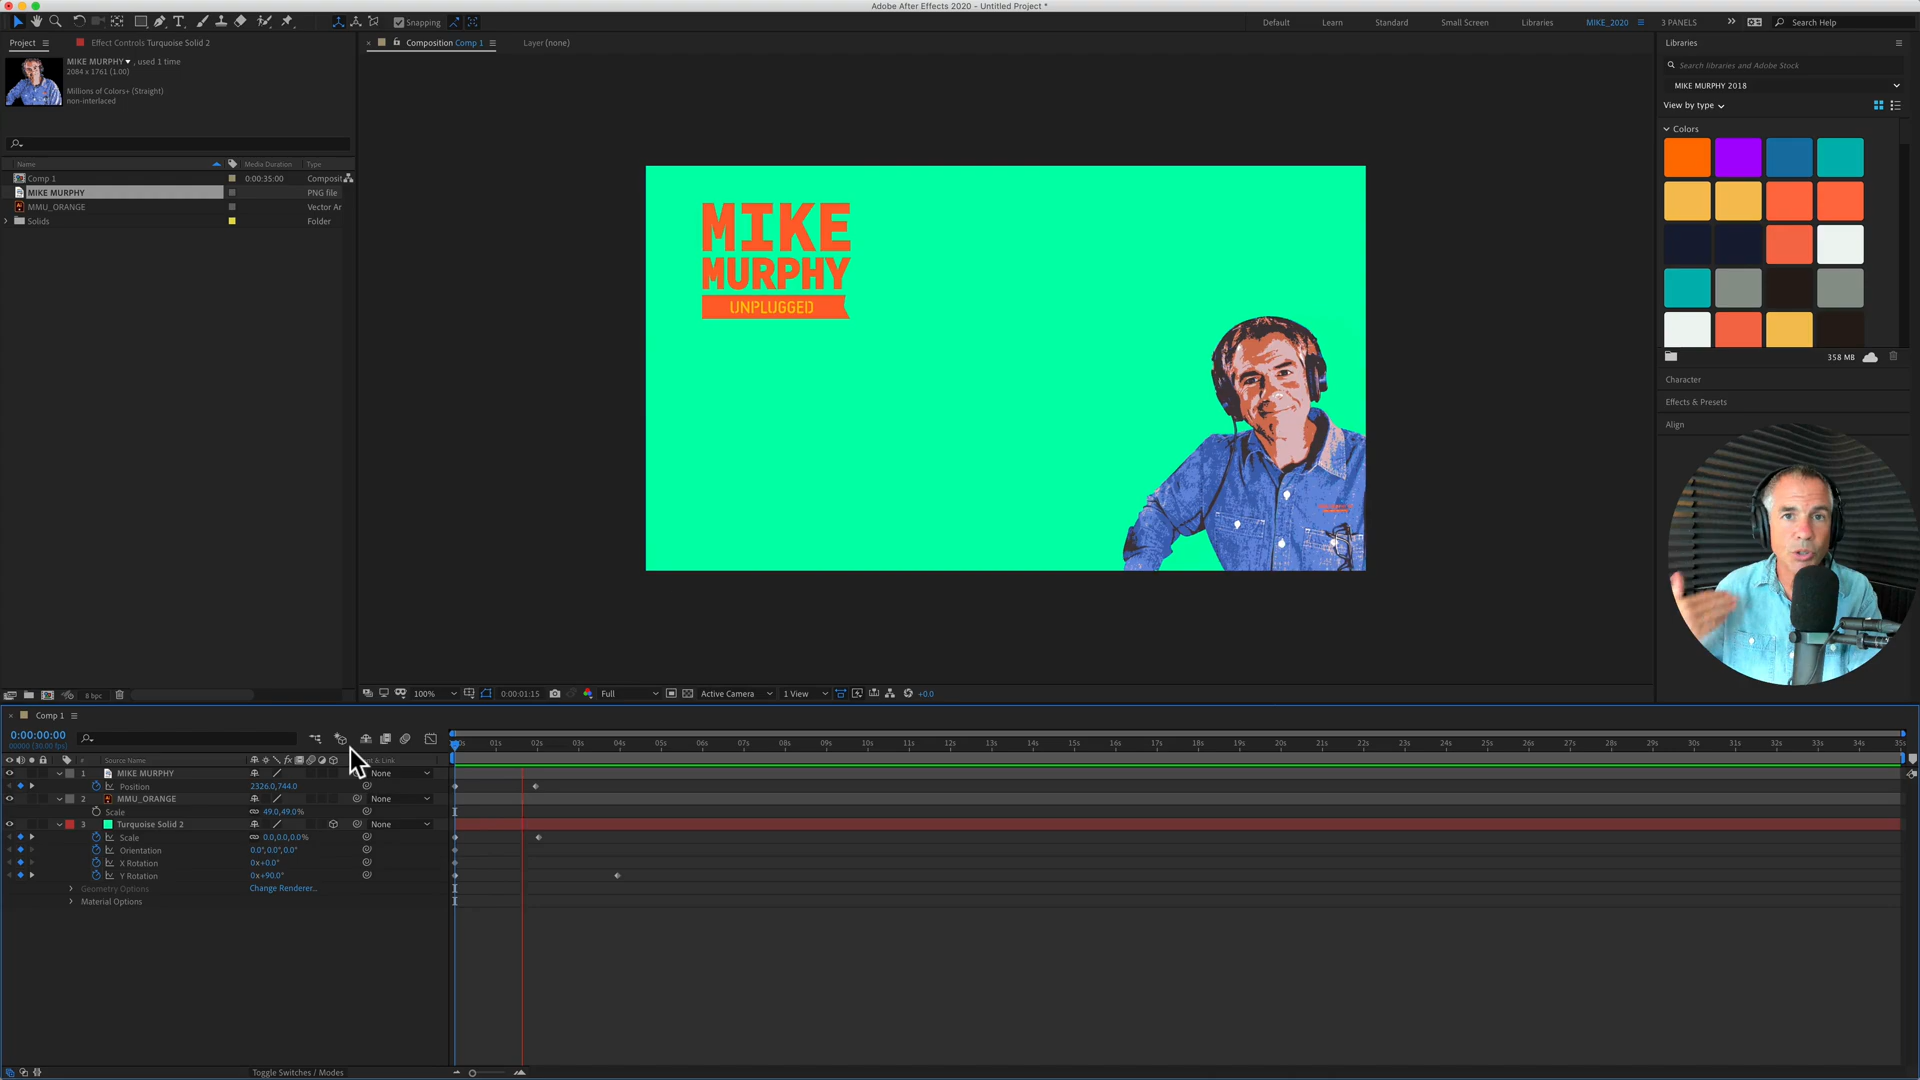 Adobe After Effects 2020 - Untitled Project *
Snapping
Default
Learn
Standard
Small Screen
Libraries
MIKE_2020
3 PANELS
Search Help
Project
Effect Controls Turquoise Solid 2
Composition Comp 1
Layer (none)
Libraries
MIKE MURPHY , used 1 time
2084 x 1761 (1.00)
Millions of Colors+ (Straight)
non-interlaced
Search libraries and Adobe Stock
MIKE MURPHY 2018
View by type
Colors
Name
Media Duration
Type
Comp 1
0:00:35:00
Composit
MIKE MURPHY
PNG file
MMU_ORANGE
Vector Ar
Solids
Folder
MIKE
MURPHY
UNPLUGGED
358 MB
Character
Effects & Presets
Align
8 bpc
100%
0:00:01:15
Full
Active Camera
1 View
+0.0
Comp 1
0:00:00:00
00000 (30.00 fps)
01s 02s 03s 04s 05s 06s 07s 08s 09s 10s 11s 12s 13s 14s 15s 16s 17s 18s 19s 20s 21s 22s 23s 24s 25s 26s 27s 28s 29s 30s 31s 32s 33s 34s 35s
# Source Name fx nt & Link
1 MIKE MURPHY None
Position 2326.0,744.0
2 MMU_ORANGE None
Scale 49.0,49.0%
3 Turquoise Solid 2 None
Scale 0.0,0.0,0.0%
Orientation 0.0°,0.0°,0.0°
X Rotation 0x+0.0°
Y Rotation 0x+90.0°
Geometry Options Change Renderer...
Material Options
Toggle Switches / Modes